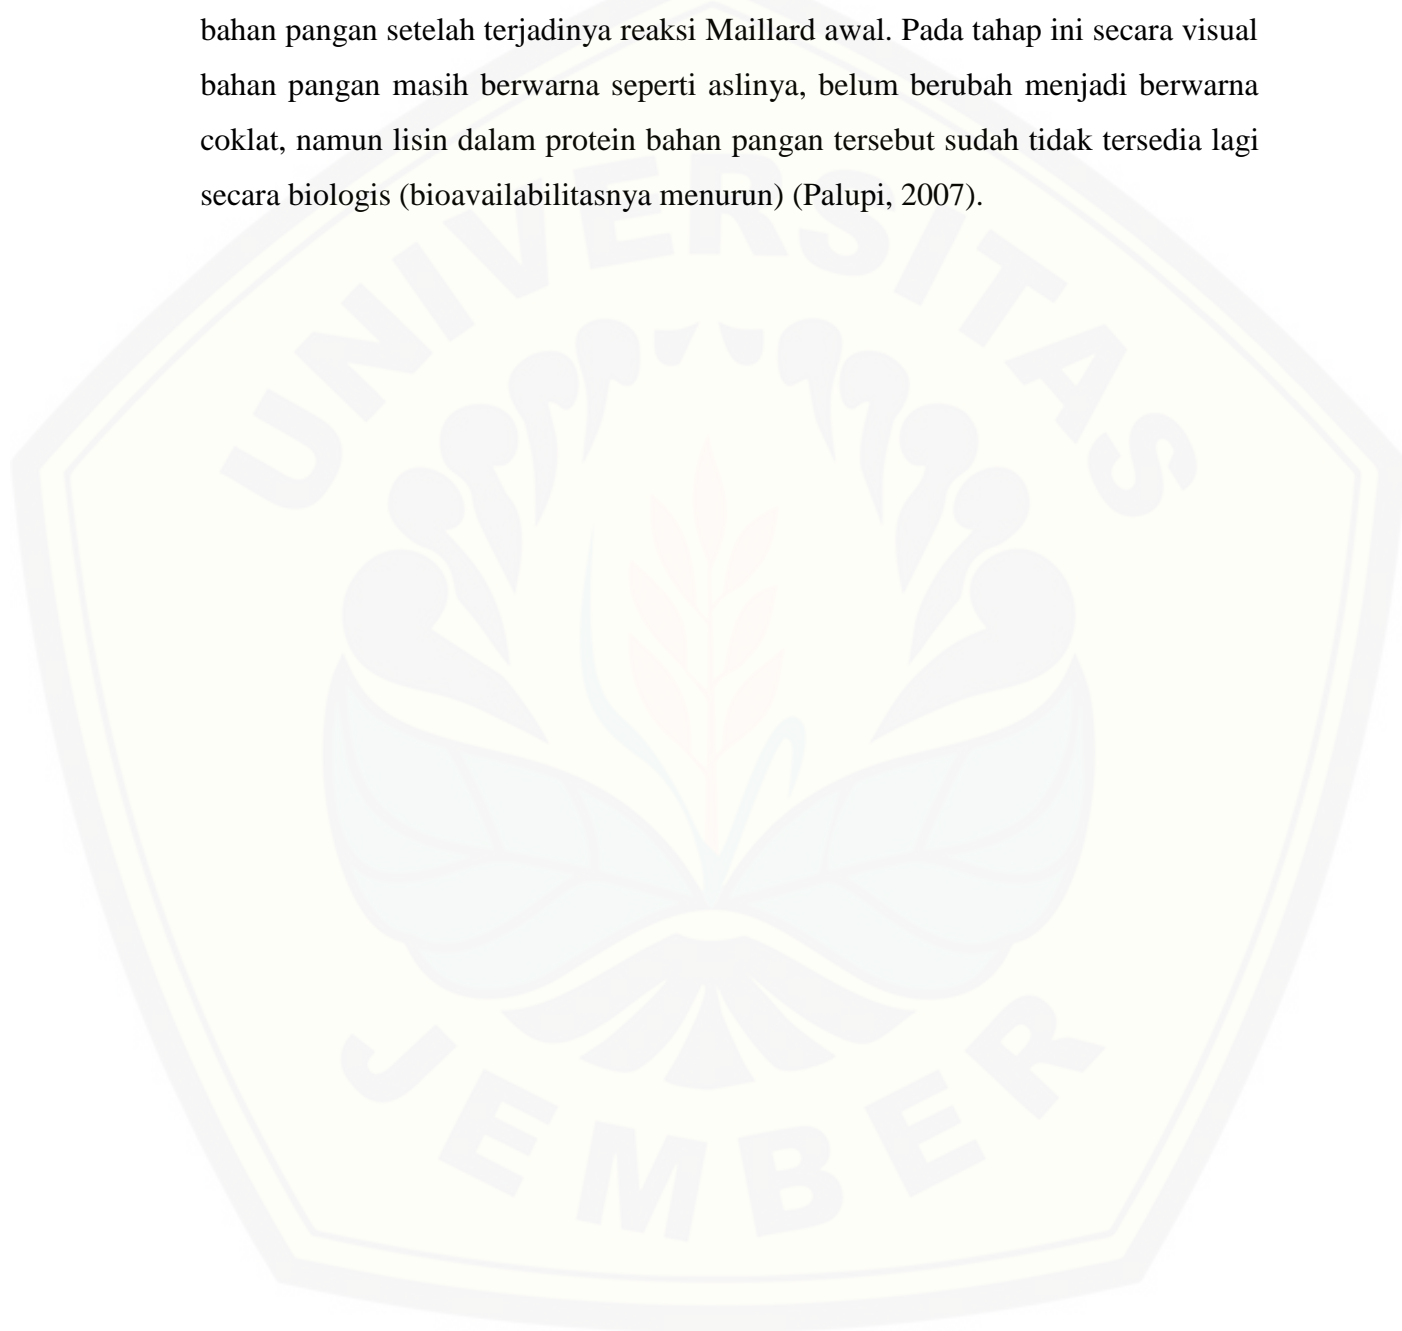 bahan pangan setelah terjadinya reaksi Maillard awal. Pada tahap ini secara visual
bahan pangan masih berwarna seperti aslinya, belum berubah menjadi berwarna
coklat, namun lisin dalam protein bahan pangan tersebut sudah tidak tersedia lagi
secara biologis (bioavailabilitasnya menurun) (Palupi, 2007).
UNIVERSITAS
JEMBER